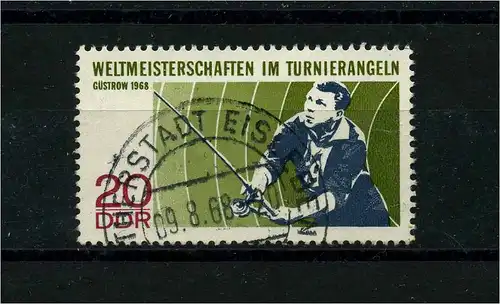 WELTMEISTERSCHAFTEN IM TURNIERANGELN
GÜSTROW 1968
STADT EIS
20
DDR
09.8.68